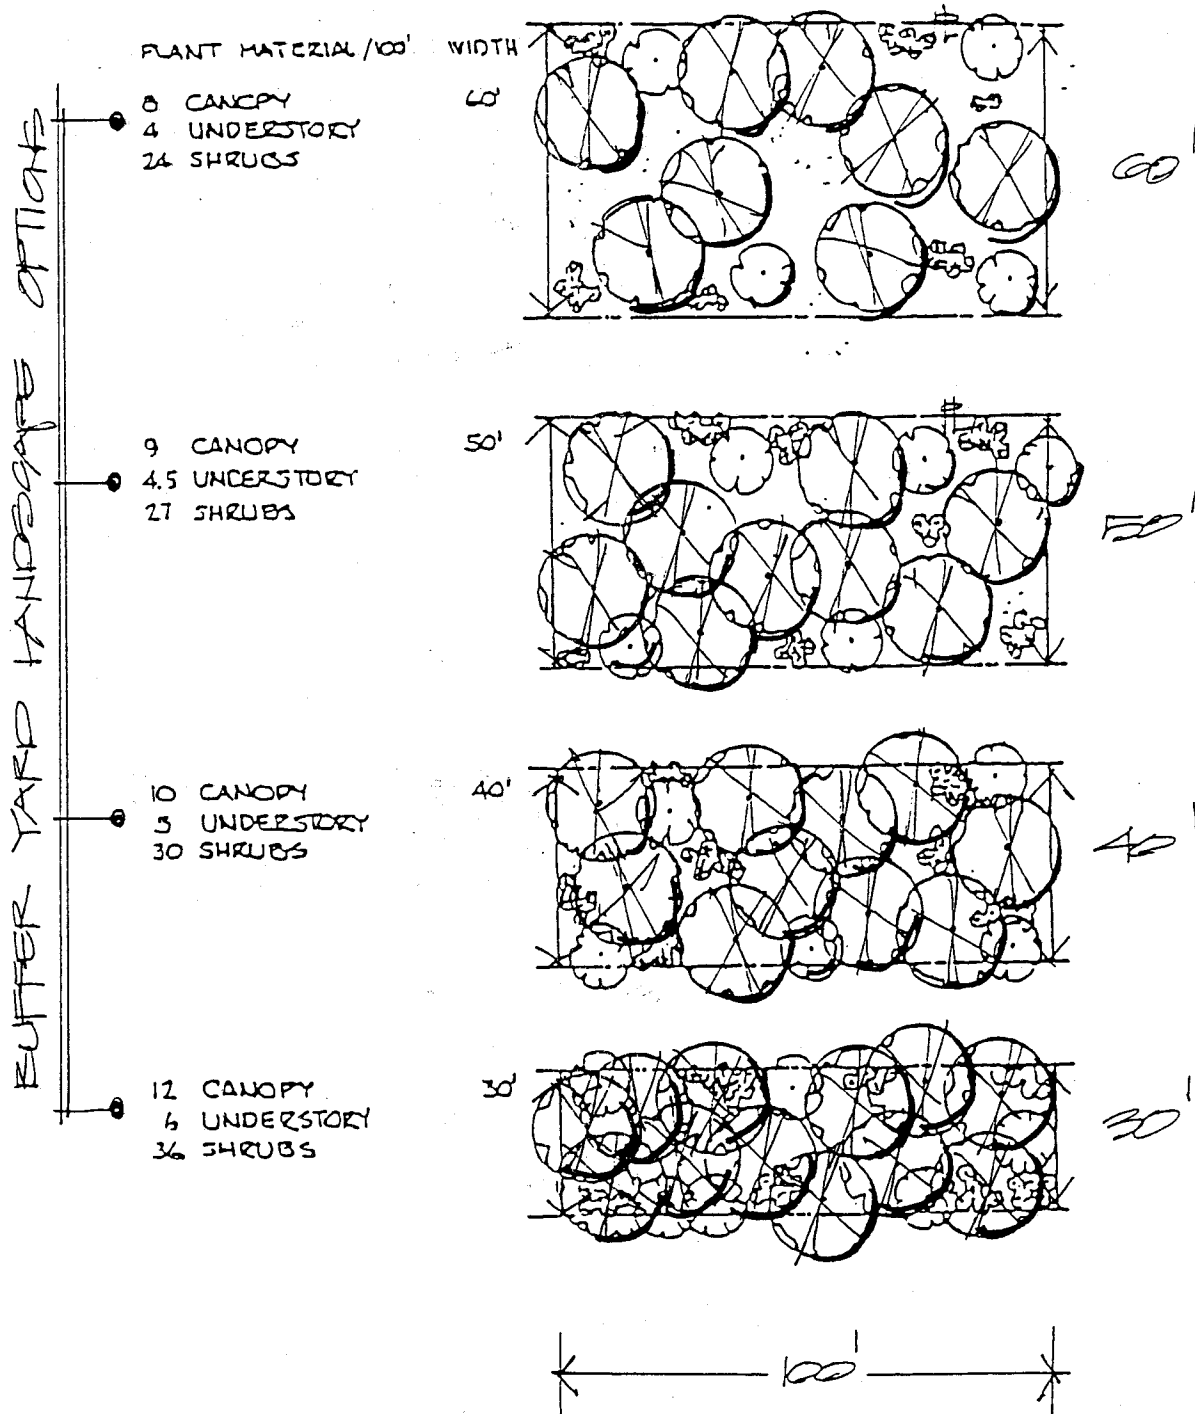 BUFFER YARD LANDSCAPE OPTIONS
PLANT MATERIAL/100' WIDTH
8 CANOPY 60' 60'
4 UNDERSTORY
24 SHRUBS
9 CANOPY 50' 50'
4.5 UNDERSTORY
27 SHRUBS
10 CANOPY 40' 40'
5 UNDERSTORY
30 SHRUBS
12 CANOPY 30' 30'
6 UNDERSTORY
36 SHRUBS
100'